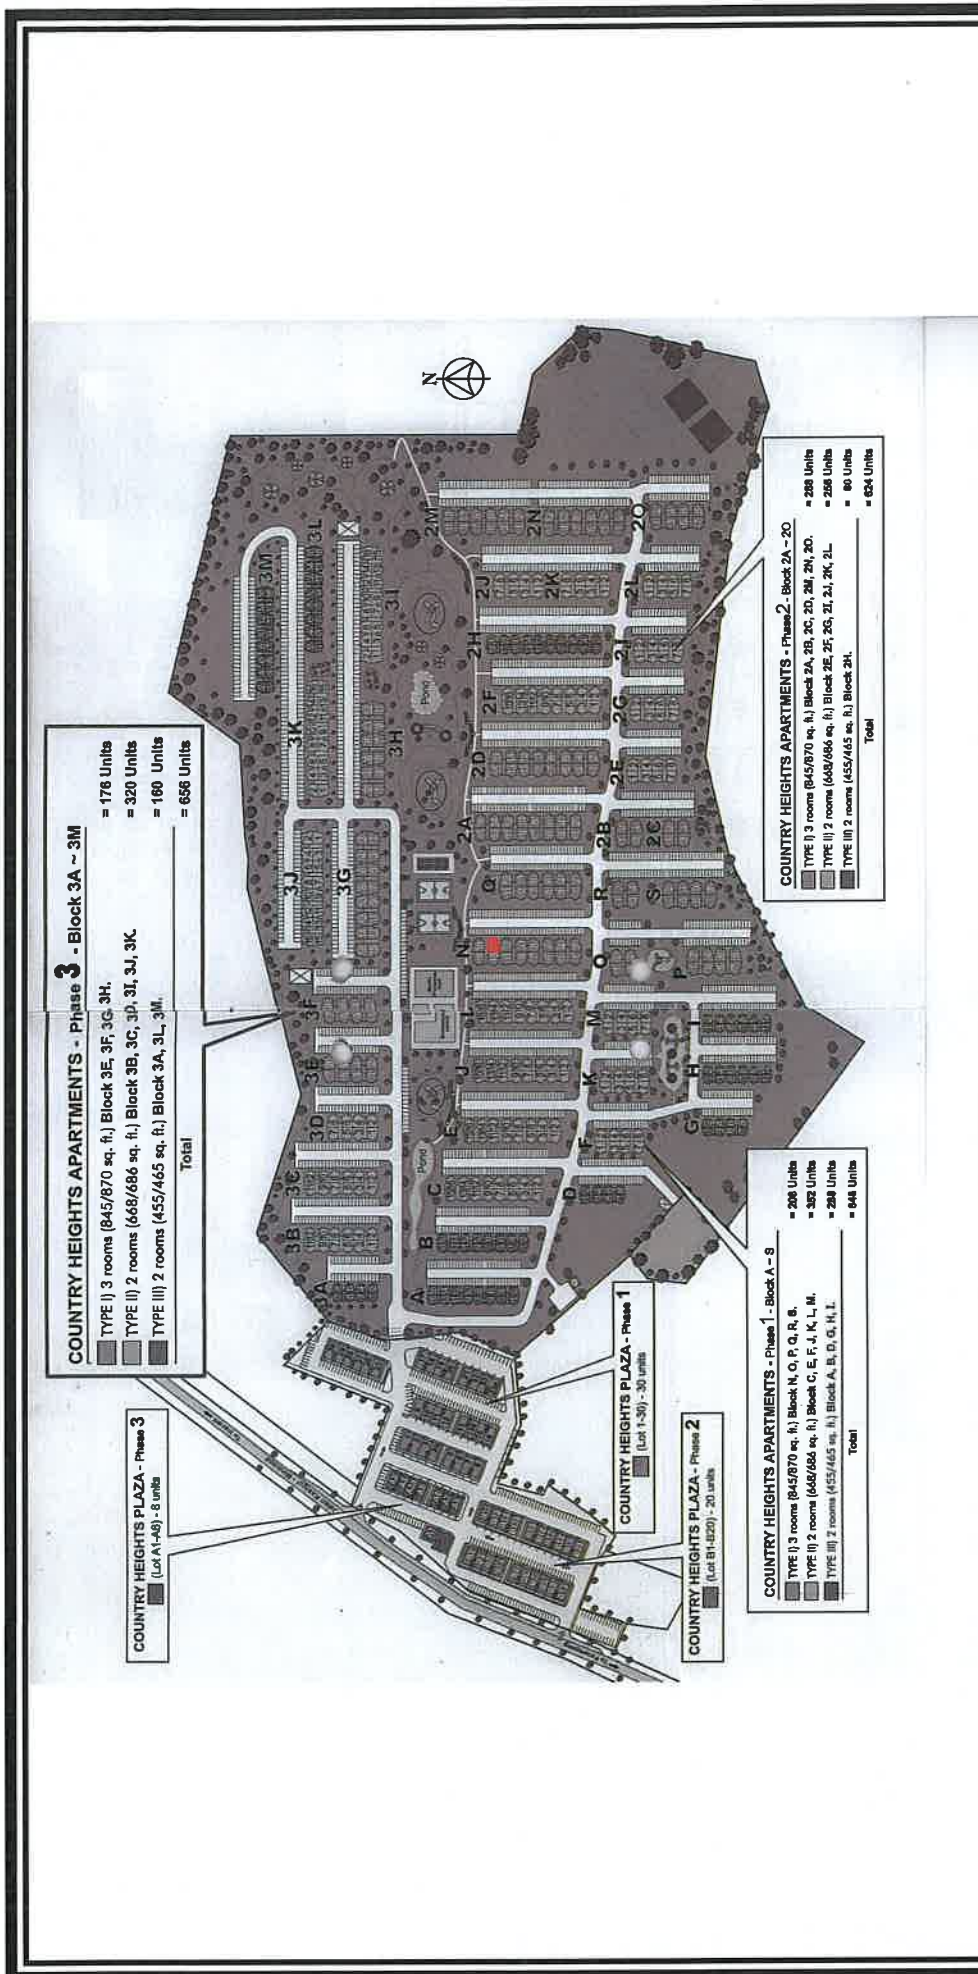 COUNTRY HEIGHTS APARTMENTS - Phase 3 - Block 3A ~ 3M
TYPE I) 3 rooms (845/870 sq. ft.) Block 3E, 3F, 3G, 3H. = 176 Units
TYPE II) 2 rooms (668/686 sq. ft.) Block 3B, 3C, 3D, 3I, 3J, 3K. = 320 Units
TYPE III) 2 rooms (455/465 sq. ft.) Block 3A, 3L, 3M. = 160 Units
Total = 656 Units
COUNTRY HEIGHTS PLAZA - Phase 3
(Lot A1-A8) - 8 units
COUNTRY HEIGHTS PLAZA - Phase 1
(Lot 1-30) - 30 units
COUNTRY HEIGHTS PLAZA - Phase 2
(Lot B1-B20) - 20 units
COUNTRY HEIGHTS APARTMENTS - Phase 1 - Block A - S
TYPE I) 3 rooms (845/870 sq. ft.) Block N, O, P, Q, R, S. = 208 Units
TYPE II) 2 rooms (668/686 sq. ft.) Block C, E, F, J, K, L, M. = 352 Units
TYPE III) 2 rooms (455/465 sq. ft.) Block A, B, D, G, H, I. = 288 Units
Total = 848 Units
COUNTRY HEIGHTS APARTMENTS - Phase 2 - Block 2A ~ 2O
TYPE I) 3 rooms (845/870 sq. ft.) Block 2A, 2B, 2C, 2D, 2M, 2N, 2O. = 288 Units
TYPE II) 2 rooms (668/686 sq. ft.) Block 2E, 2F, 2G, 2I, 2J, 2K, 2L. = 256 Units
TYPE III) 2 rooms (455/465 sq. ft.) Block 2H. = 80 Units
Total = 624 Units
N
3A
3B
3C
3D
3E
3F
3J
3G
3K
3H
3M
3L
3I
Pond
Pond
A
B
C
E
J
L
N
Q
2A
2D
2F
2H
2J
2M
D
F
K
M
O
R
2B
2E
2G
2I
2K
2L
2N
2O
G
H
I
P
S
2C